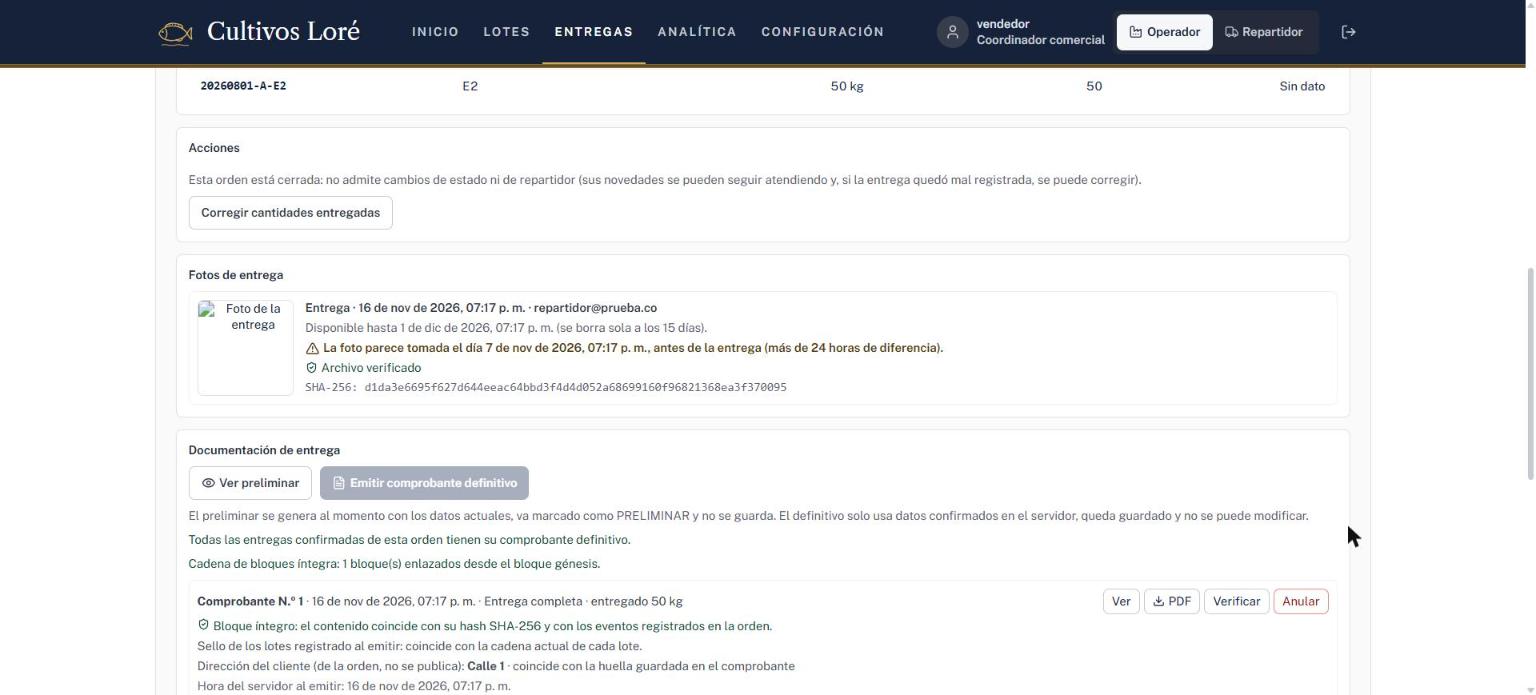 Cultivos Loré
INICIO LOTES ENTREGAS ANALÍTICA CONFIGURACIÓN
vendedor
Coordinador comercial
Operador Repartidor
20260801-A-E2 E2 50 kg 50 Sin dato
Acciones
Esta orden está cerrada: no admite cambios de estado ni de repartidor (sus novedades se pueden seguir atendiendo y, si la entrega quedó mal registrada, se puede corregir).
Corregir cantidades entregadas
Fotos de entrega
Foto de la
entrega
Entrega · 16 de nov de 2026, 07:17 p. m. · repartidor@prueba.co
Disponible hasta 1 de dic de 2026, 07:17 p. m. (se borra sola a los 15 días).
La foto parece tomada el día 7 de nov de 2026, 07:17 p. m., antes de la entrega (más de 24 horas de diferencia).
Archivo verificado
SHA-256: d1da3e6695f627d644eeac64bbd3f4d4d052a68699160f96821368ea3f370095
Documentación de entrega
Ver preliminar Emitir comprobante definitivo
El preliminar se genera al momento con los datos actuales, va marcado como PRELIMINAR y no se guarda. El definitivo solo usa datos confirmados en el servidor, queda guardado y no se puede modificar.
Todas las entregas confirmadas de esta orden tienen su comprobante definitivo.
Cadena de bloques íntegra: 1 bloque(s) enlazados desde el bloque génesis.
Comprobante N.º 1 · 16 de nov de 2026, 07:17 p. m. · Entrega completa · entregado 50 kg Ver PDF Verificar Anular
Bloque íntegro: el contenido coincide con su hash SHA-256 y con los eventos registrados en la orden.
Sello de los lotes registrado al emitir: coincide con la cadena actual de cada lote.
Dirección del cliente (de la orden, no se publica): Calle 1 · coincide con la huella guardada en el comprobante
Hora del servidor al emitir: 16 de nov de 2026, 07:17 p. m.